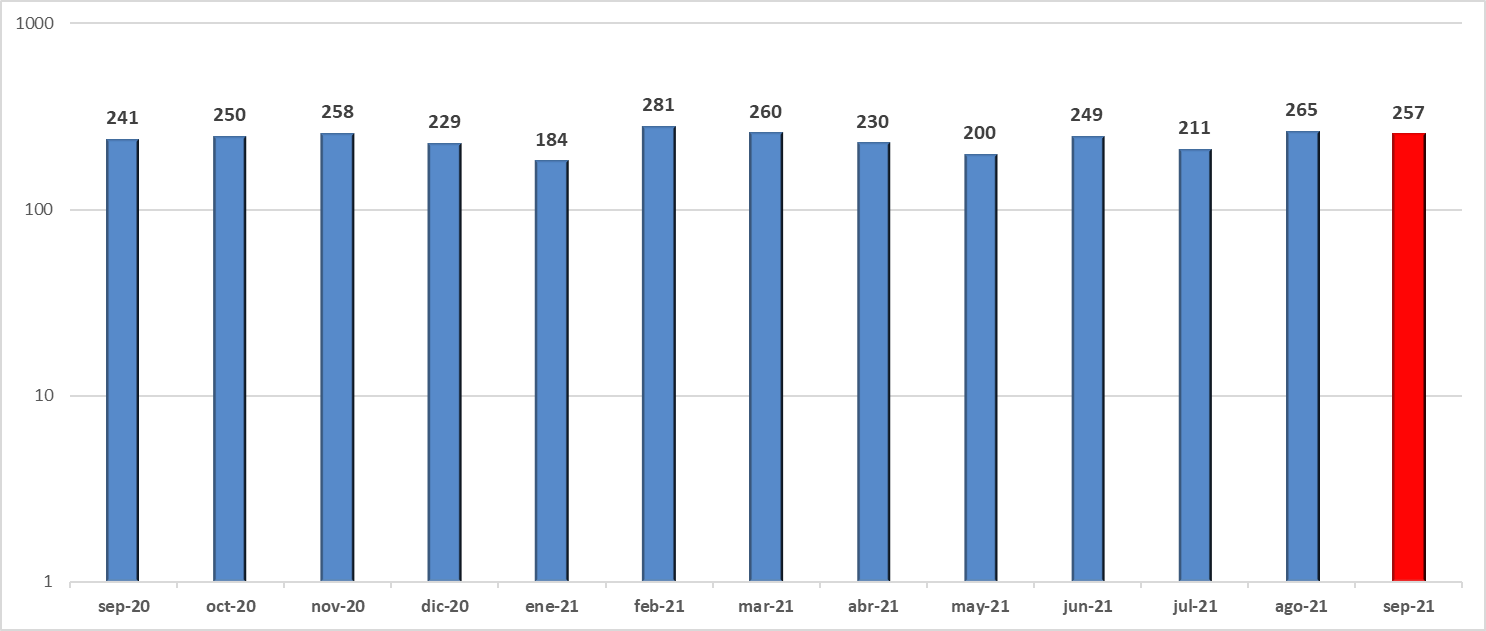 1000
100
10
1
241
250
258
229
184
281
260
230
200
249
211
265
257
sep-20
oct-20
nov-20
dic-20
ene-21
feb-21
mar-21
abr-21
may-21
jun-21
jul-21
ago-21
sep-21